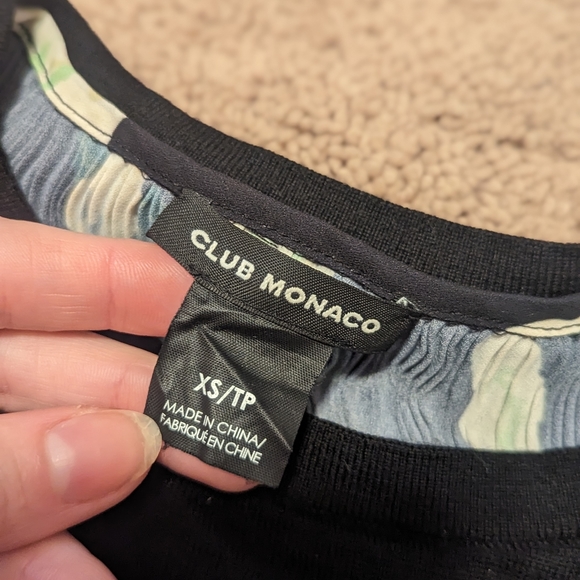 CLUB MONACO
XS/TP
MADE IN CHINA/
FABRIQUÉ EN CHINE